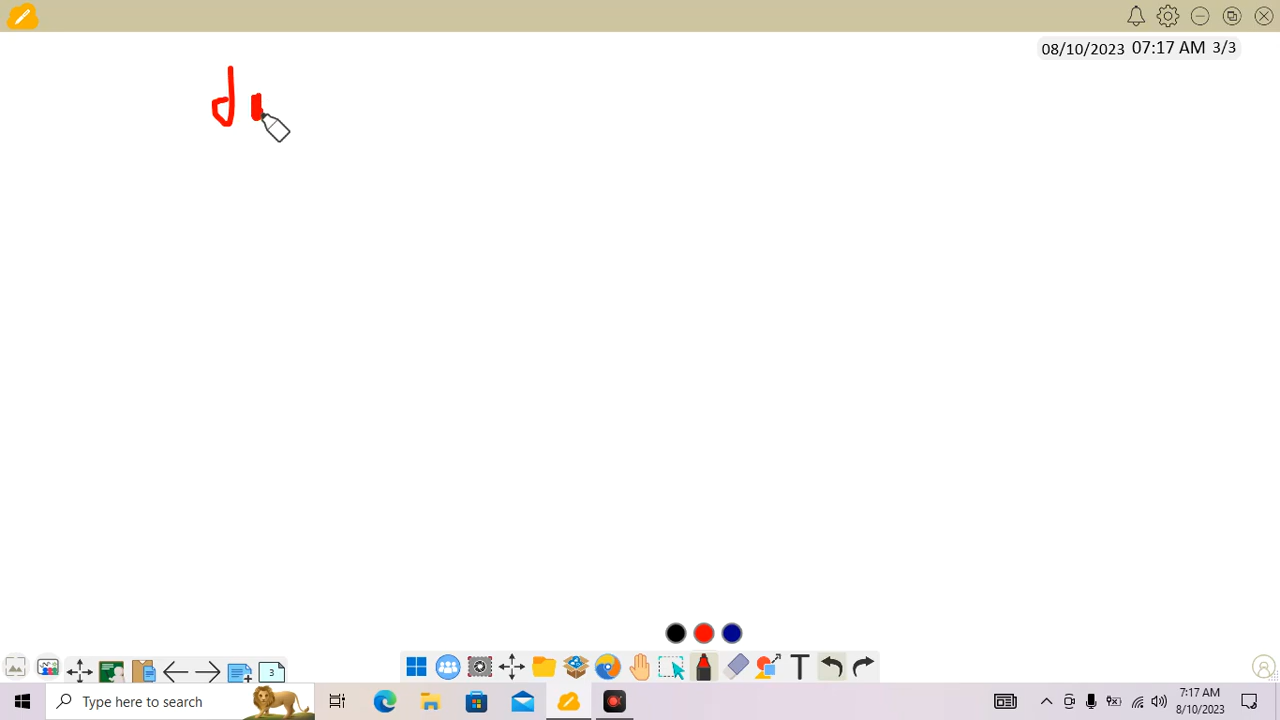 08/10/2023 07:17 AM 3/3
d
3
T
Type here to search
7:17 AM
8/10/2023